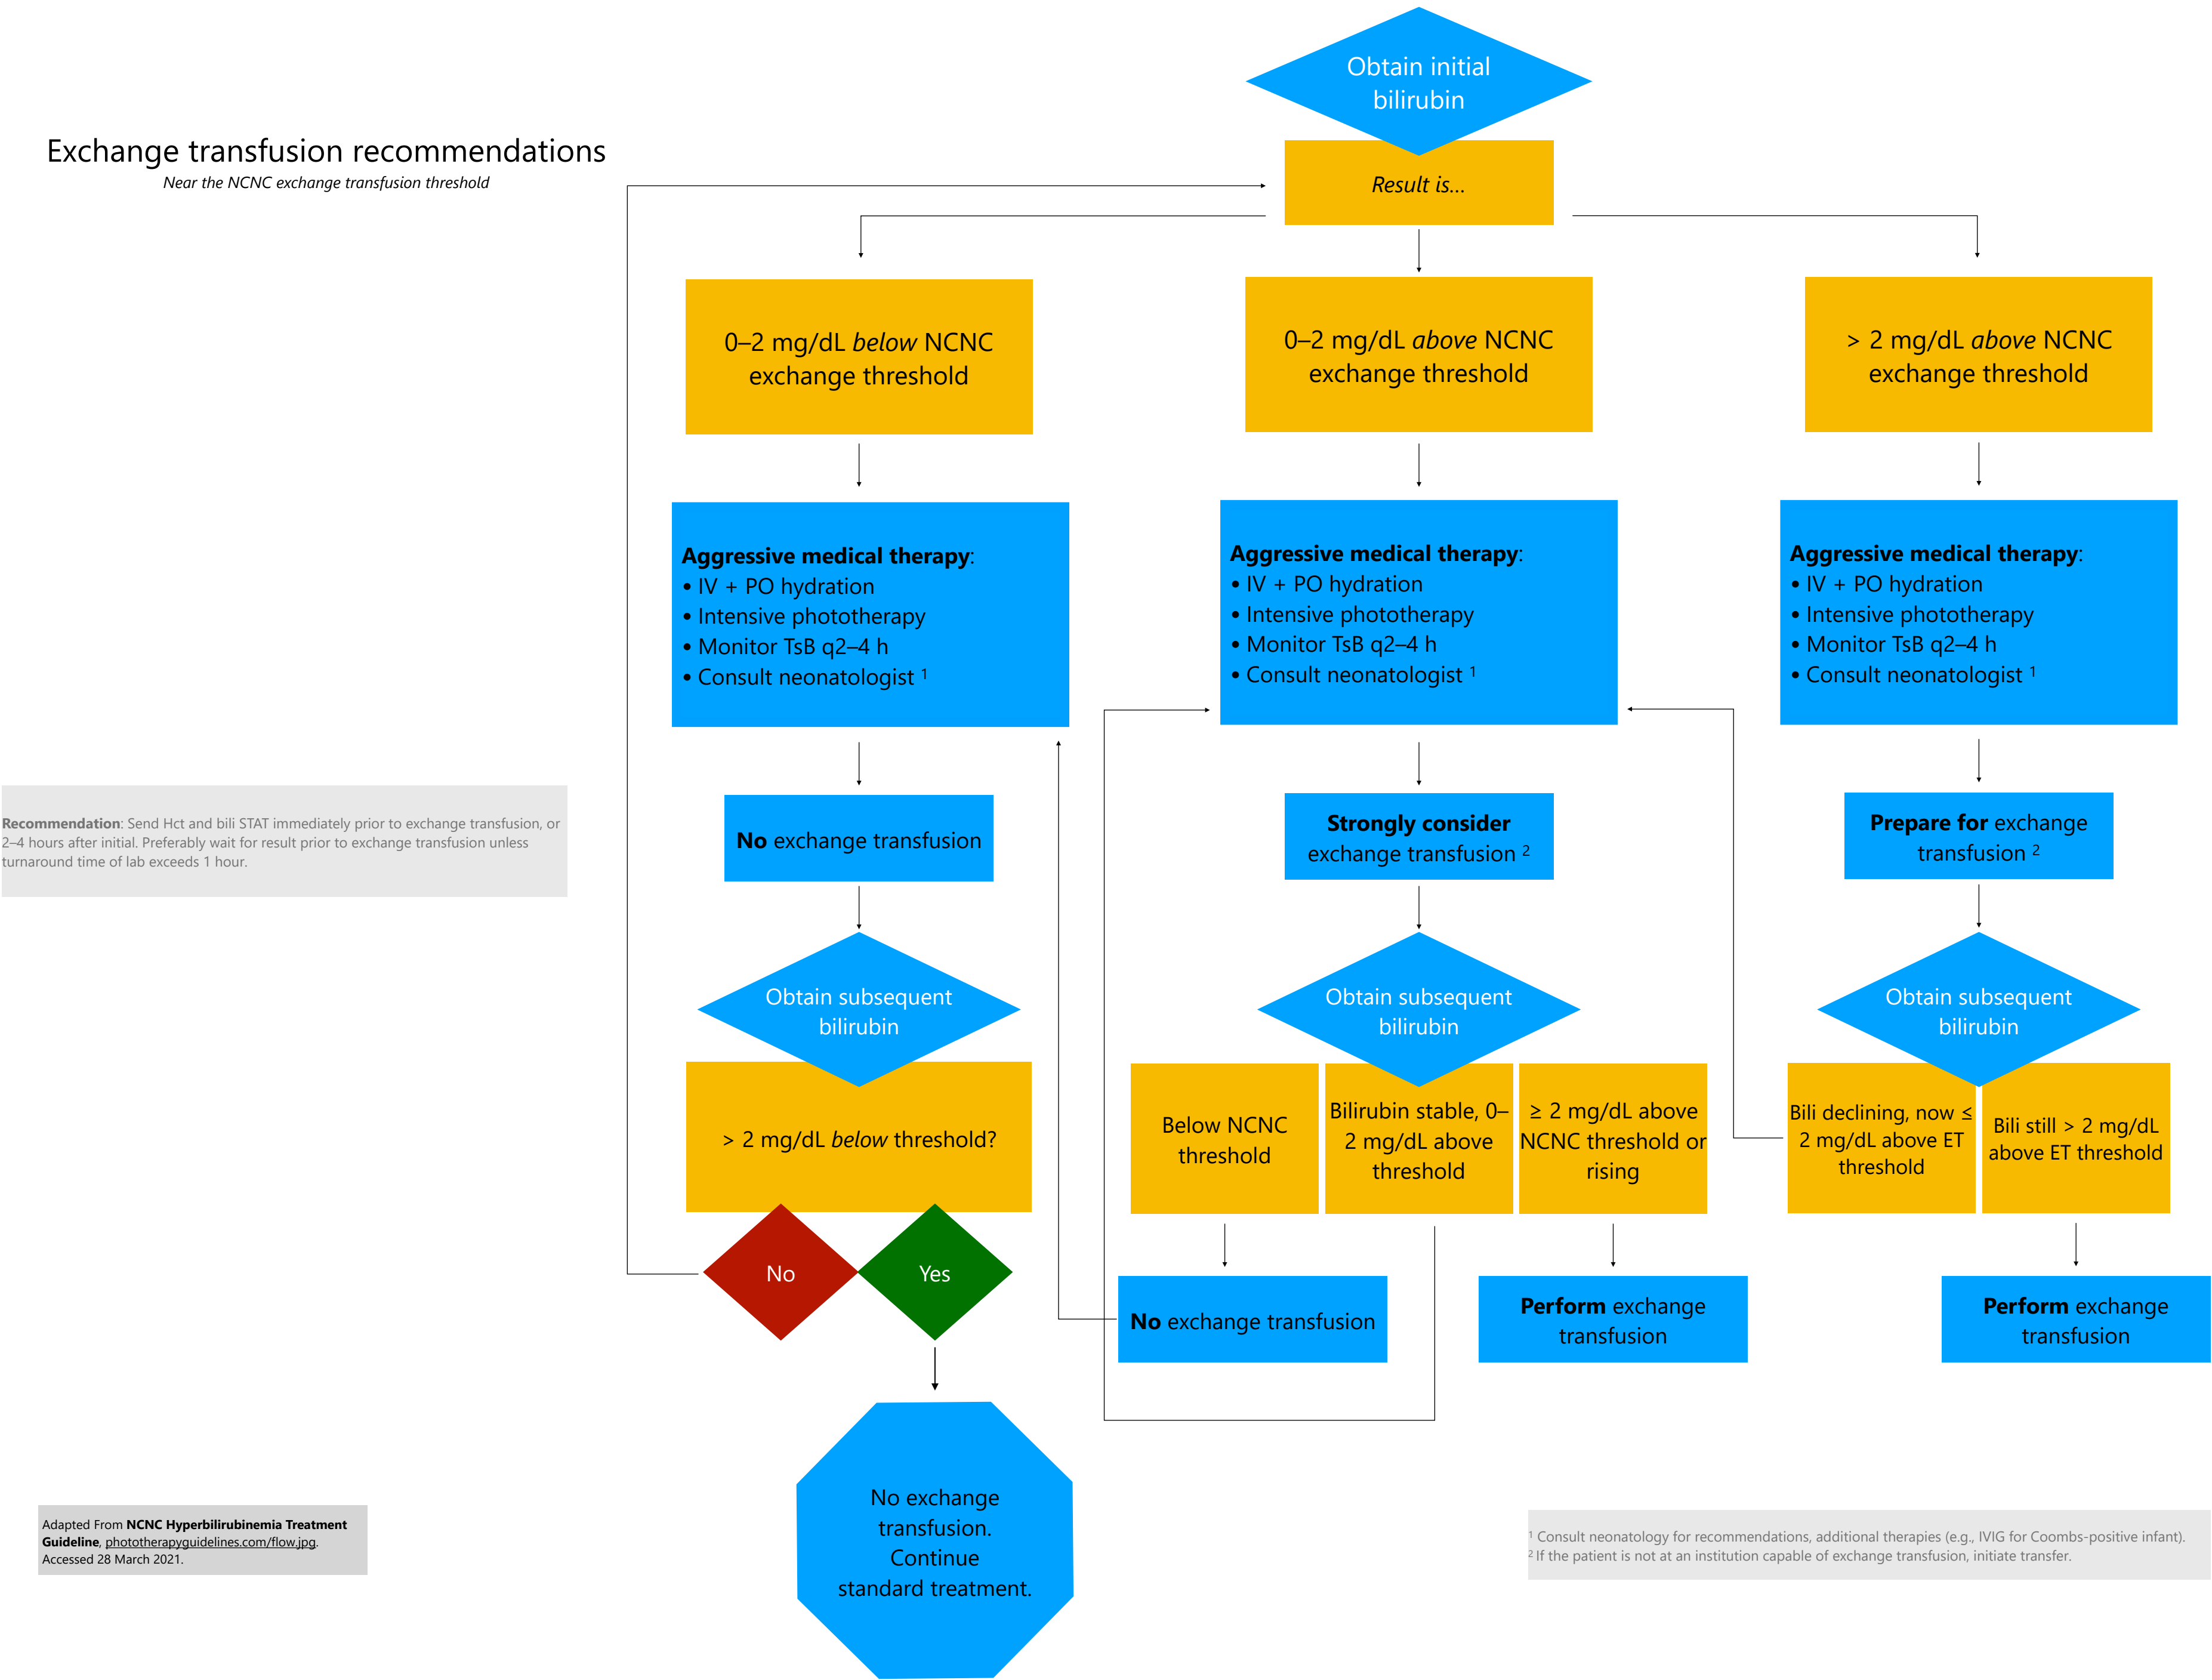 Obtain initial
bilirubin
Exchange transfusion recommendations
Near the NCNC exchange transfusion threshold
Result is...
0–2 mg/dL below NCNC
exchange threshold
0–2 mg/dL above NCNC
exchange threshold
> 2 mg/dL above NCNC
exchange threshold
Aggressive medical therapy:
• IV + PO hydration
• Intensive phototherapy
• Monitor TsB q2–4 h
• Consult neonatologist ¹
Aggressive medical therapy:
• IV + PO hydration
• Intensive phototherapy
• Monitor TsB q2–4 h
• Consult neonatologist ¹
Aggressive medical therapy:
• IV + PO hydration
• Intensive phototherapy
• Monitor TsB q2–4 h
• Consult neonatologist ¹
Recommendation: Send Hct and bili STAT immediately prior to exchange transfusion, or
2–4 hours after initial. Preferably wait for result prior to exchange transfusion unless
turnaround time of lab exceeds 1 hour.
No exchange transfusion
Strongly consider
exchange transfusion ²
Prepare for exchange
transfusion ²
Obtain subsequent
bilirubin
Obtain subsequent
bilirubin
Obtain subsequent
bilirubin
> 2 mg/dL below threshold?
Below NCNC
threshold
Bilirubin stable, 0–
2 mg/dL above
threshold
≥ 2 mg/dL above
NCNC threshold or
rising
Bili declining, now ≤
2 mg/dL above ET
threshold
Bili still > 2 mg/dL
above ET threshold
No
Yes
No exchange transfusion
Perform exchange
transfusion
Perform exchange
transfusion
No exchange
transfusion.
Continue
standard treatment.
Adapted From NCNC Hyperbilirubinemia Treatment
Guideline, phototherapyguidelines.com/flow.jpg.
Accessed 28 March 2021.
¹ Consult neonatology for recommendations, additional therapies (e.g., IVIG for Coombs-positive infant).
² If the patient is not at an institution capable of exchange transfusion, initiate transfer.